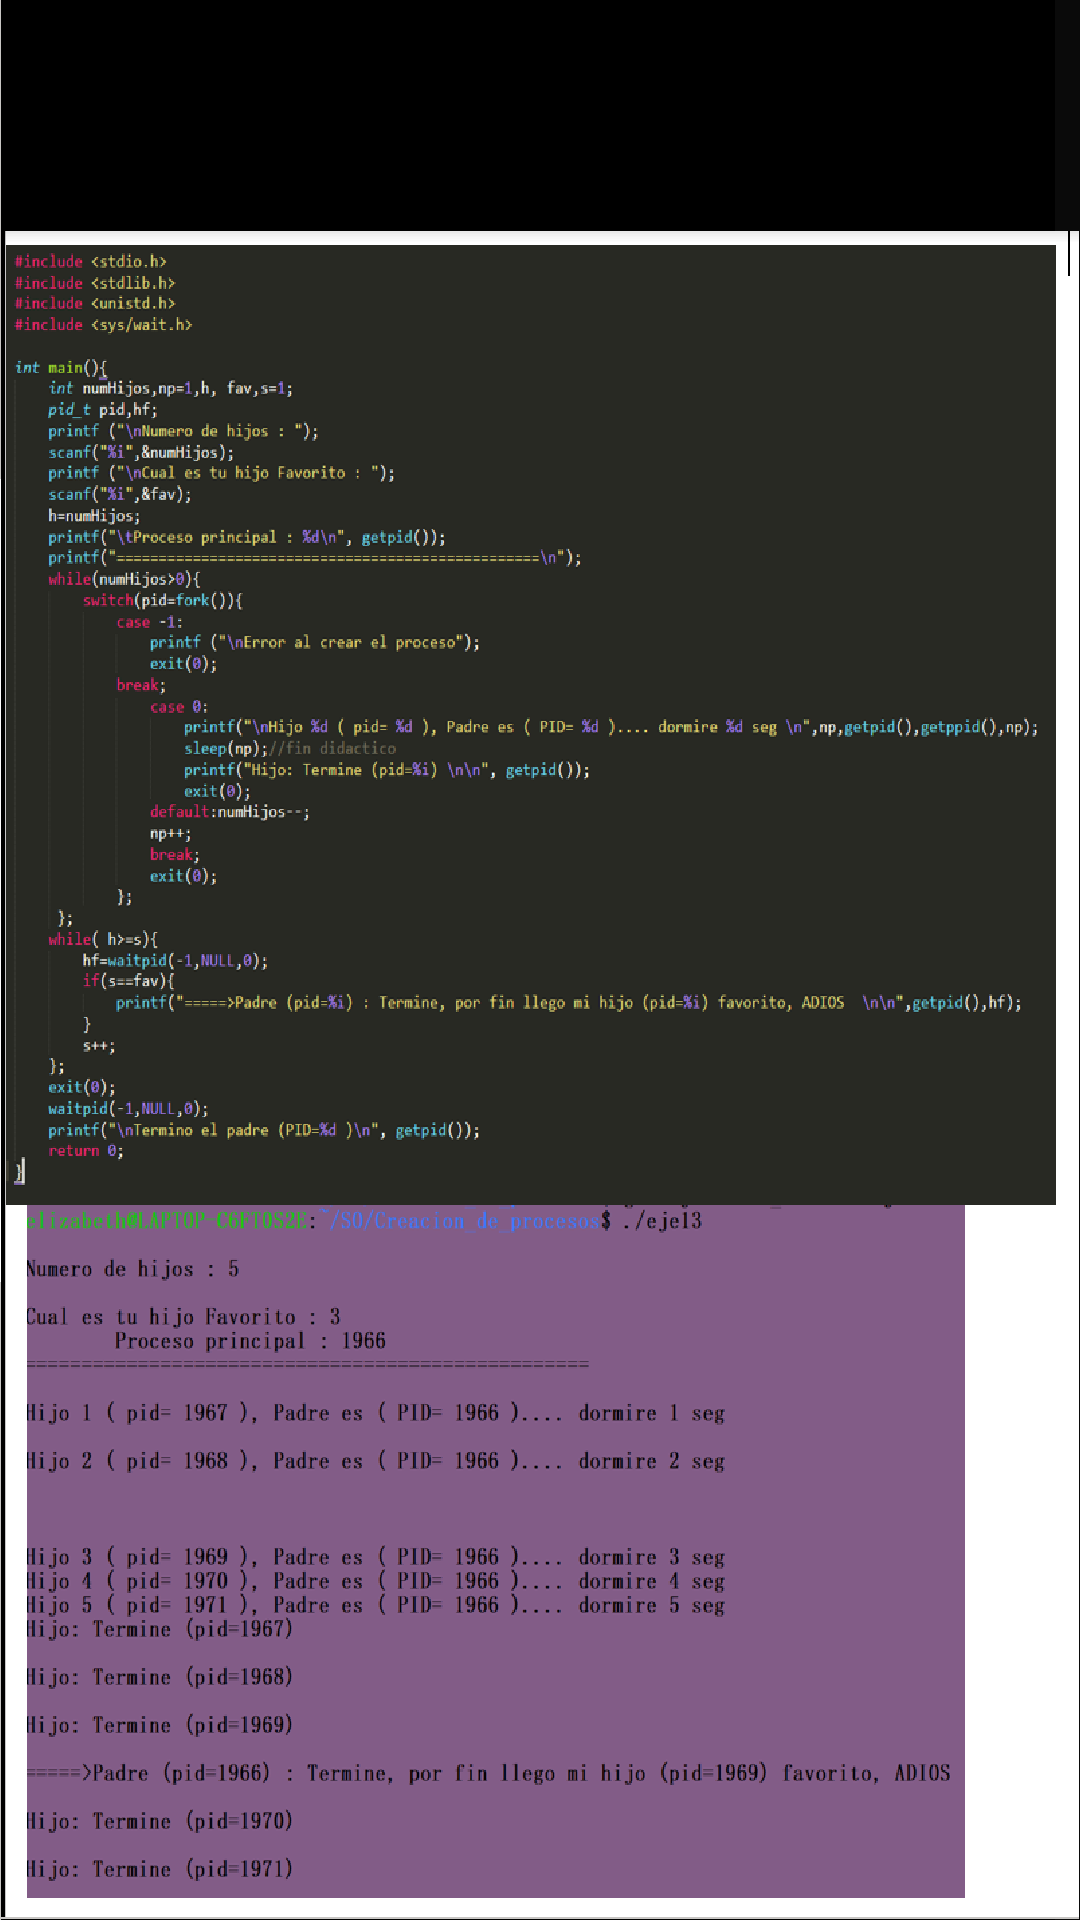 #include <stdio.h>
#include <stdlib.h>
#include <unistd.h>
#include <sys/wait.h>
int main(){
int numHijos,np=1,h, fav,s=1;
pid_t pid,hf;
printf ("\nNumero de hijos : ");
scanf("%i",&numHijos);
printf ("\nCual es tu hijo Favorito : ");
scanf("%i",&fav);
h=numHijos;
printf("\tProceso principal : %d\n", getpid());
printf("==================================================\n");
while(numHijos>0){
switch(pid=fork()){
case -1:
printf ("\nError al crear el proceso");
exit(0);
break;
case 0:
printf("\nHijo %d ( pid= %d ), Padre es ( PID= %d ).... dormire %d seg \n",np,getpid(),getppid(),np);
sleep(np);//fin didactico
printf("Hijo: Termine (pid=%i) \n\n", getpid());
exit(0);
default:numHijos--;
np++;
break;
exit(0);
};
};
while( h>=s){
hf=waitpid(-1,NULL,0);
if(s==fav){
printf("=====>Padre (pid=%i) : Termine, por fin llego mi hijo (pid=%i) favorito, ADIOS  \n\n",getpid(),hf);
}
s++;
};
exit(0);
waitpid(-1,NULL,0);
printf("\nTermino el padre (PID=%d )\n", getpid());
return 0;
}
elizabeth@LAPTOP-C6FTOS2E:~/SO/Creacion_de_procesos$ ./eje13
Numero de hijos : 5
Cual es tu hijo Favorito : 3
Proceso principal : 1966
==================================================
Hijo 1 ( pid= 1967 ), Padre es ( PID= 1966 ).... dormire 1 seg
Hijo 2 ( pid= 1968 ), Padre es ( PID= 1966 ).... dormire 2 seg
Hijo 3 ( pid= 1969 ), Padre es ( PID= 1966 ).... dormire 3 seg
Hijo 4 ( pid= 1970 ), Padre es ( PID= 1966 ).... dormire 4 seg
Hijo 5 ( pid= 1971 ), Padre es ( PID= 1966 ).... dormire 5 seg
Hijo: Termine (pid=1967)
Hijo: Termine (pid=1968)
Hijo: Termine (pid=1969)
=====>Padre (pid=1966) : Termine, por fin llego mi hijo (pid=1969) favorito, ADIOS
Hijo: Termine (pid=1970)
Hijo: Termine (pid=1971)